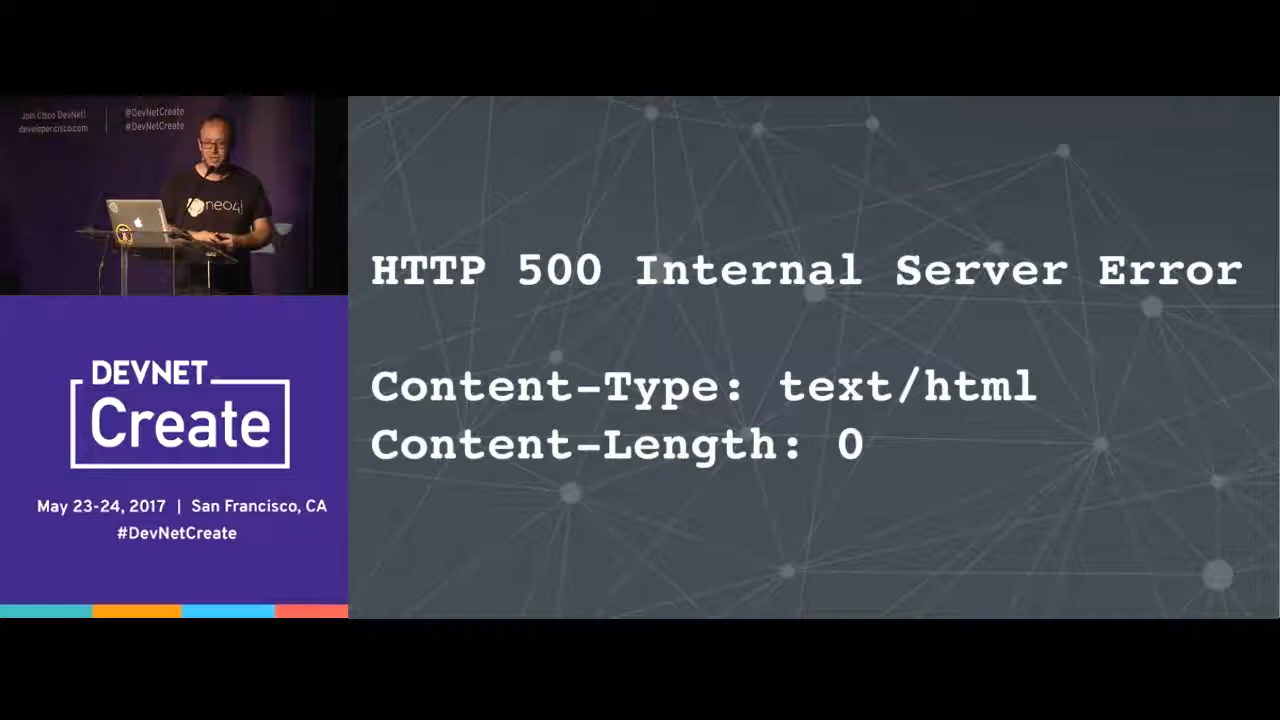 Join Cisco DevNet!
developer.cisco.com
@DevNetCreate
#DevNetCreate
neo4j
DEVNET
Create
May 23-24, 2017 | San Francisco, CA
#DevNetCreate
HTTP 500 Internal Server Error
Content-Type: text/html
Content-Length: 0